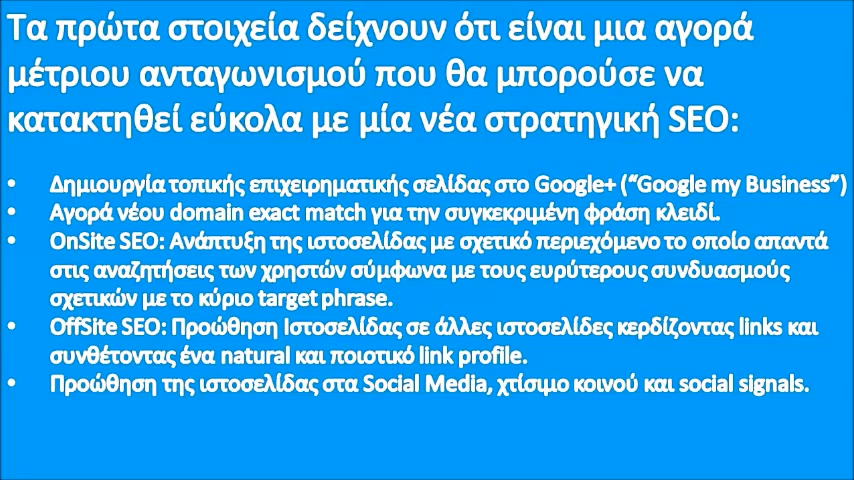 Τα πρώτα στοιχεία δείχνουν ότι είναι μια αγορά
μέτριου ανταγωνισμού που θα μπορούσε να
κατακτηθεί εύκολα με μία νέα στρατηγική SEO:
• Δημιουργία τοπικής επιχειρηματικής σελίδας στο Google+ (“Google my Business”)
• Αγορά νέου domain exact match για την συγκεκριμένη φράση κλειδί.
• OnSite SEO: Ανάπτυξη της ιστοσελίδας με σχετικό περιεχόμενο το οποίο απαντά
στις αναζητήσεις των χρηστών σύμφωνα με τους ευρύτερους συνδυασμούς
σχετικών με το κύριο target phrase.
• OffSite SEO: Προώθηση Ιστοσελίδας σε άλλες ιστοσελίδες κερδίζοντας links και
συνθέτοντας ένα natural και ποιοτικό link profile.
• Προώθηση της ιστοσελίδας στα Social Media, χτίσιμο κοινού και social signals.